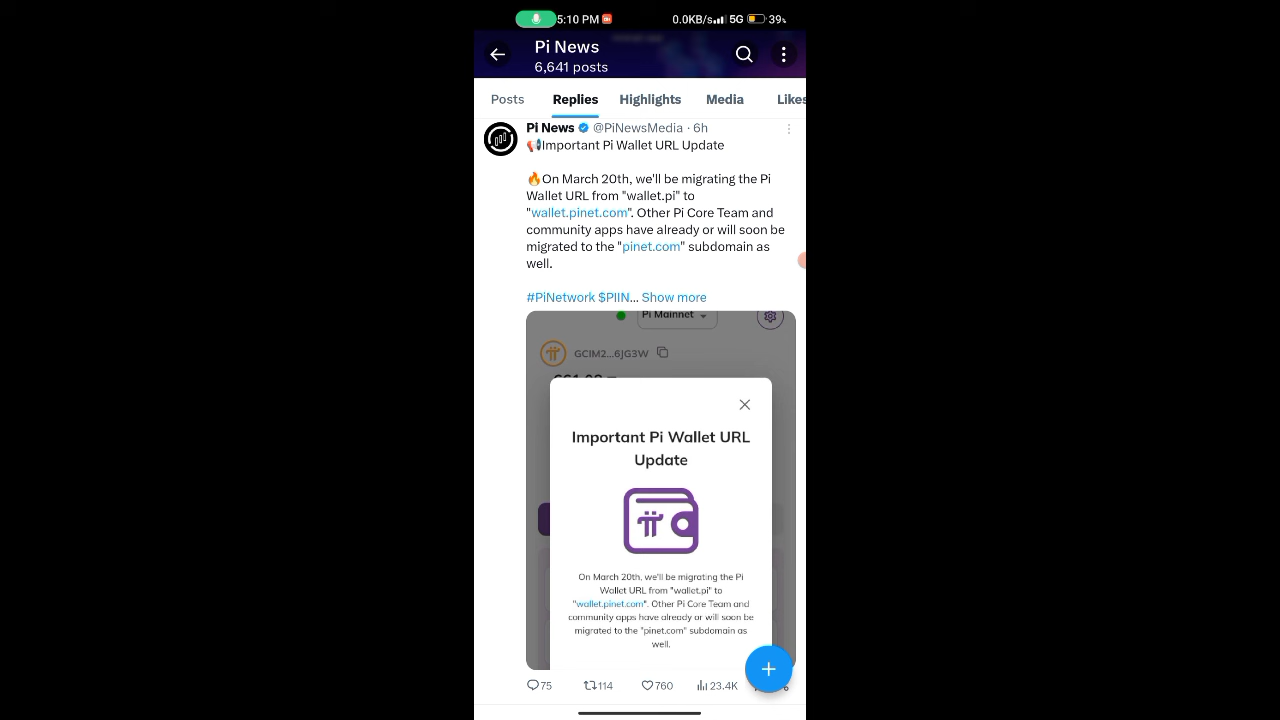 5:10 PM
0.0KB/s 5G 39%
Pi News
6,641 posts
Posts Replies Highlights Media Likes
Pi News @PiNewsMedia · 6h
📢Important Pi Wallet URL Update
🔥On March 20th, we'll be migrating the Pi
Wallet URL from "wallet.pi" to
"wallet.pinet.com". Other Pi Core Team and
community apps have already or will soon be
migrated to the "pinet.com" subdomain as
well.
#PiNetwork $PIIN... Show more
Pi Mainnet
GCIM2...6JG3W
Important Pi Wallet URL
Update
On March 20th, we'll be migrating the Pi
Wallet URL from "wallet.pi" to
"wallet.pinet.com". Other Pi Core Team and
community apps have already or will soon be
migrated to the "pinet.com" subdomain as
well.
75 114 760 23.4K